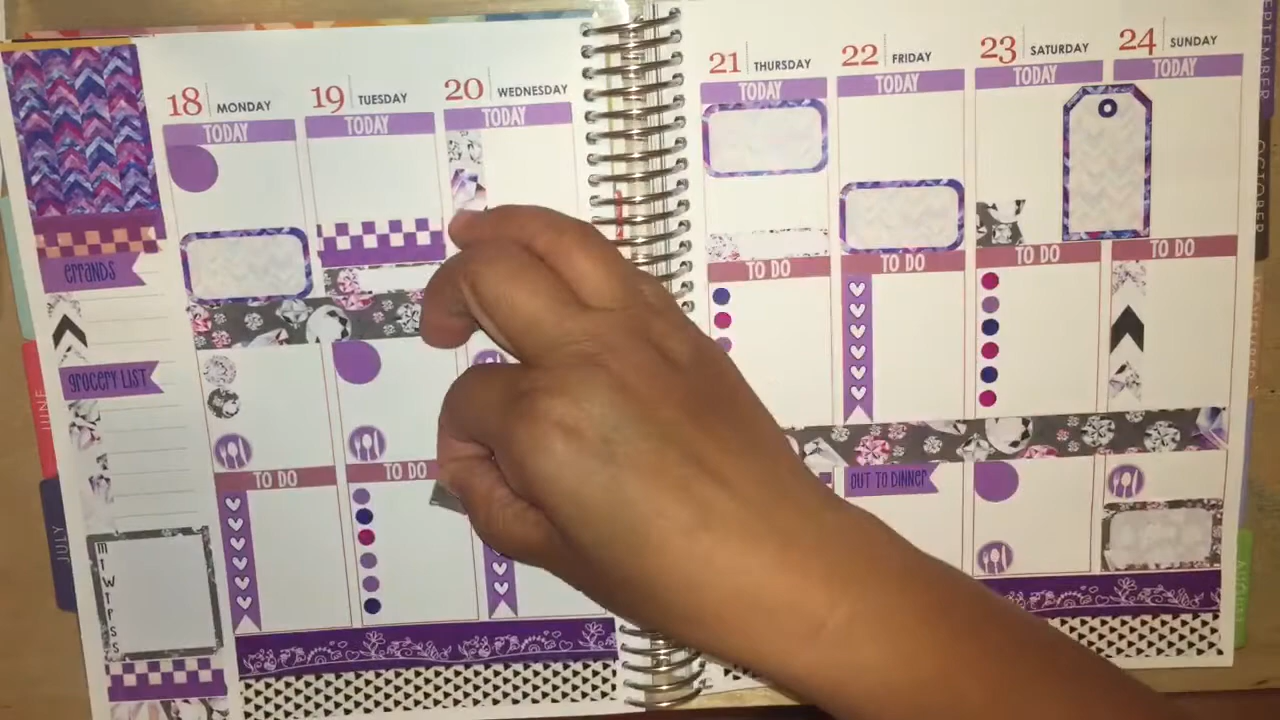 18 MONDAY
19 TUESDAY
20 WEDNESDAY
21 THURSDAY
22 FRIDAY
23 SATURDAY
24 SUNDAY
TODAY
TODAY
TODAY
TODAY
TODAY
TODAY
TODAY
ERRANDS
GROCERY LIST
TO DO
TO DO
TO DO
TO DO
TO DO
TO DO
OUT TO DINNER
M
T
W
T
F
S
S
JUNE
JULY
SEPTEMBER
OCTOBER
NOVEMBER
AUGUST